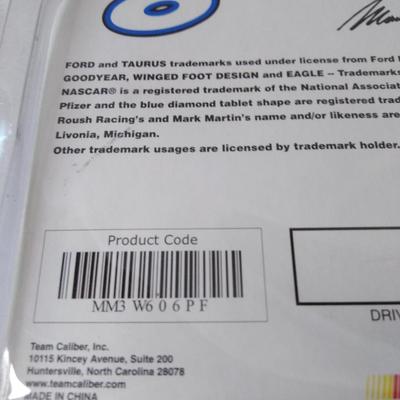 FORD and TAURUS trademarks used under license from Ford
GOODYEAR, WINGED FOOT DESIGN and EAGLE -- Trademarks
NASCAR® is a registered trademark of the National Associat
Pfizer and the blue diamond tablet shape are registered trad
Roush Racing's and Mark Martin's name and/or likeness are
Livonia, Michigan.
Other trademark usages are licensed by trademark holder.
Product Code
MM3 W606PF
DRI
Team Caliber, Inc.
10115 Kincey Avenue, Suite 200
Huntersville, North Carolina 28078
www.teamcaliber.com
MADE IN CHINA